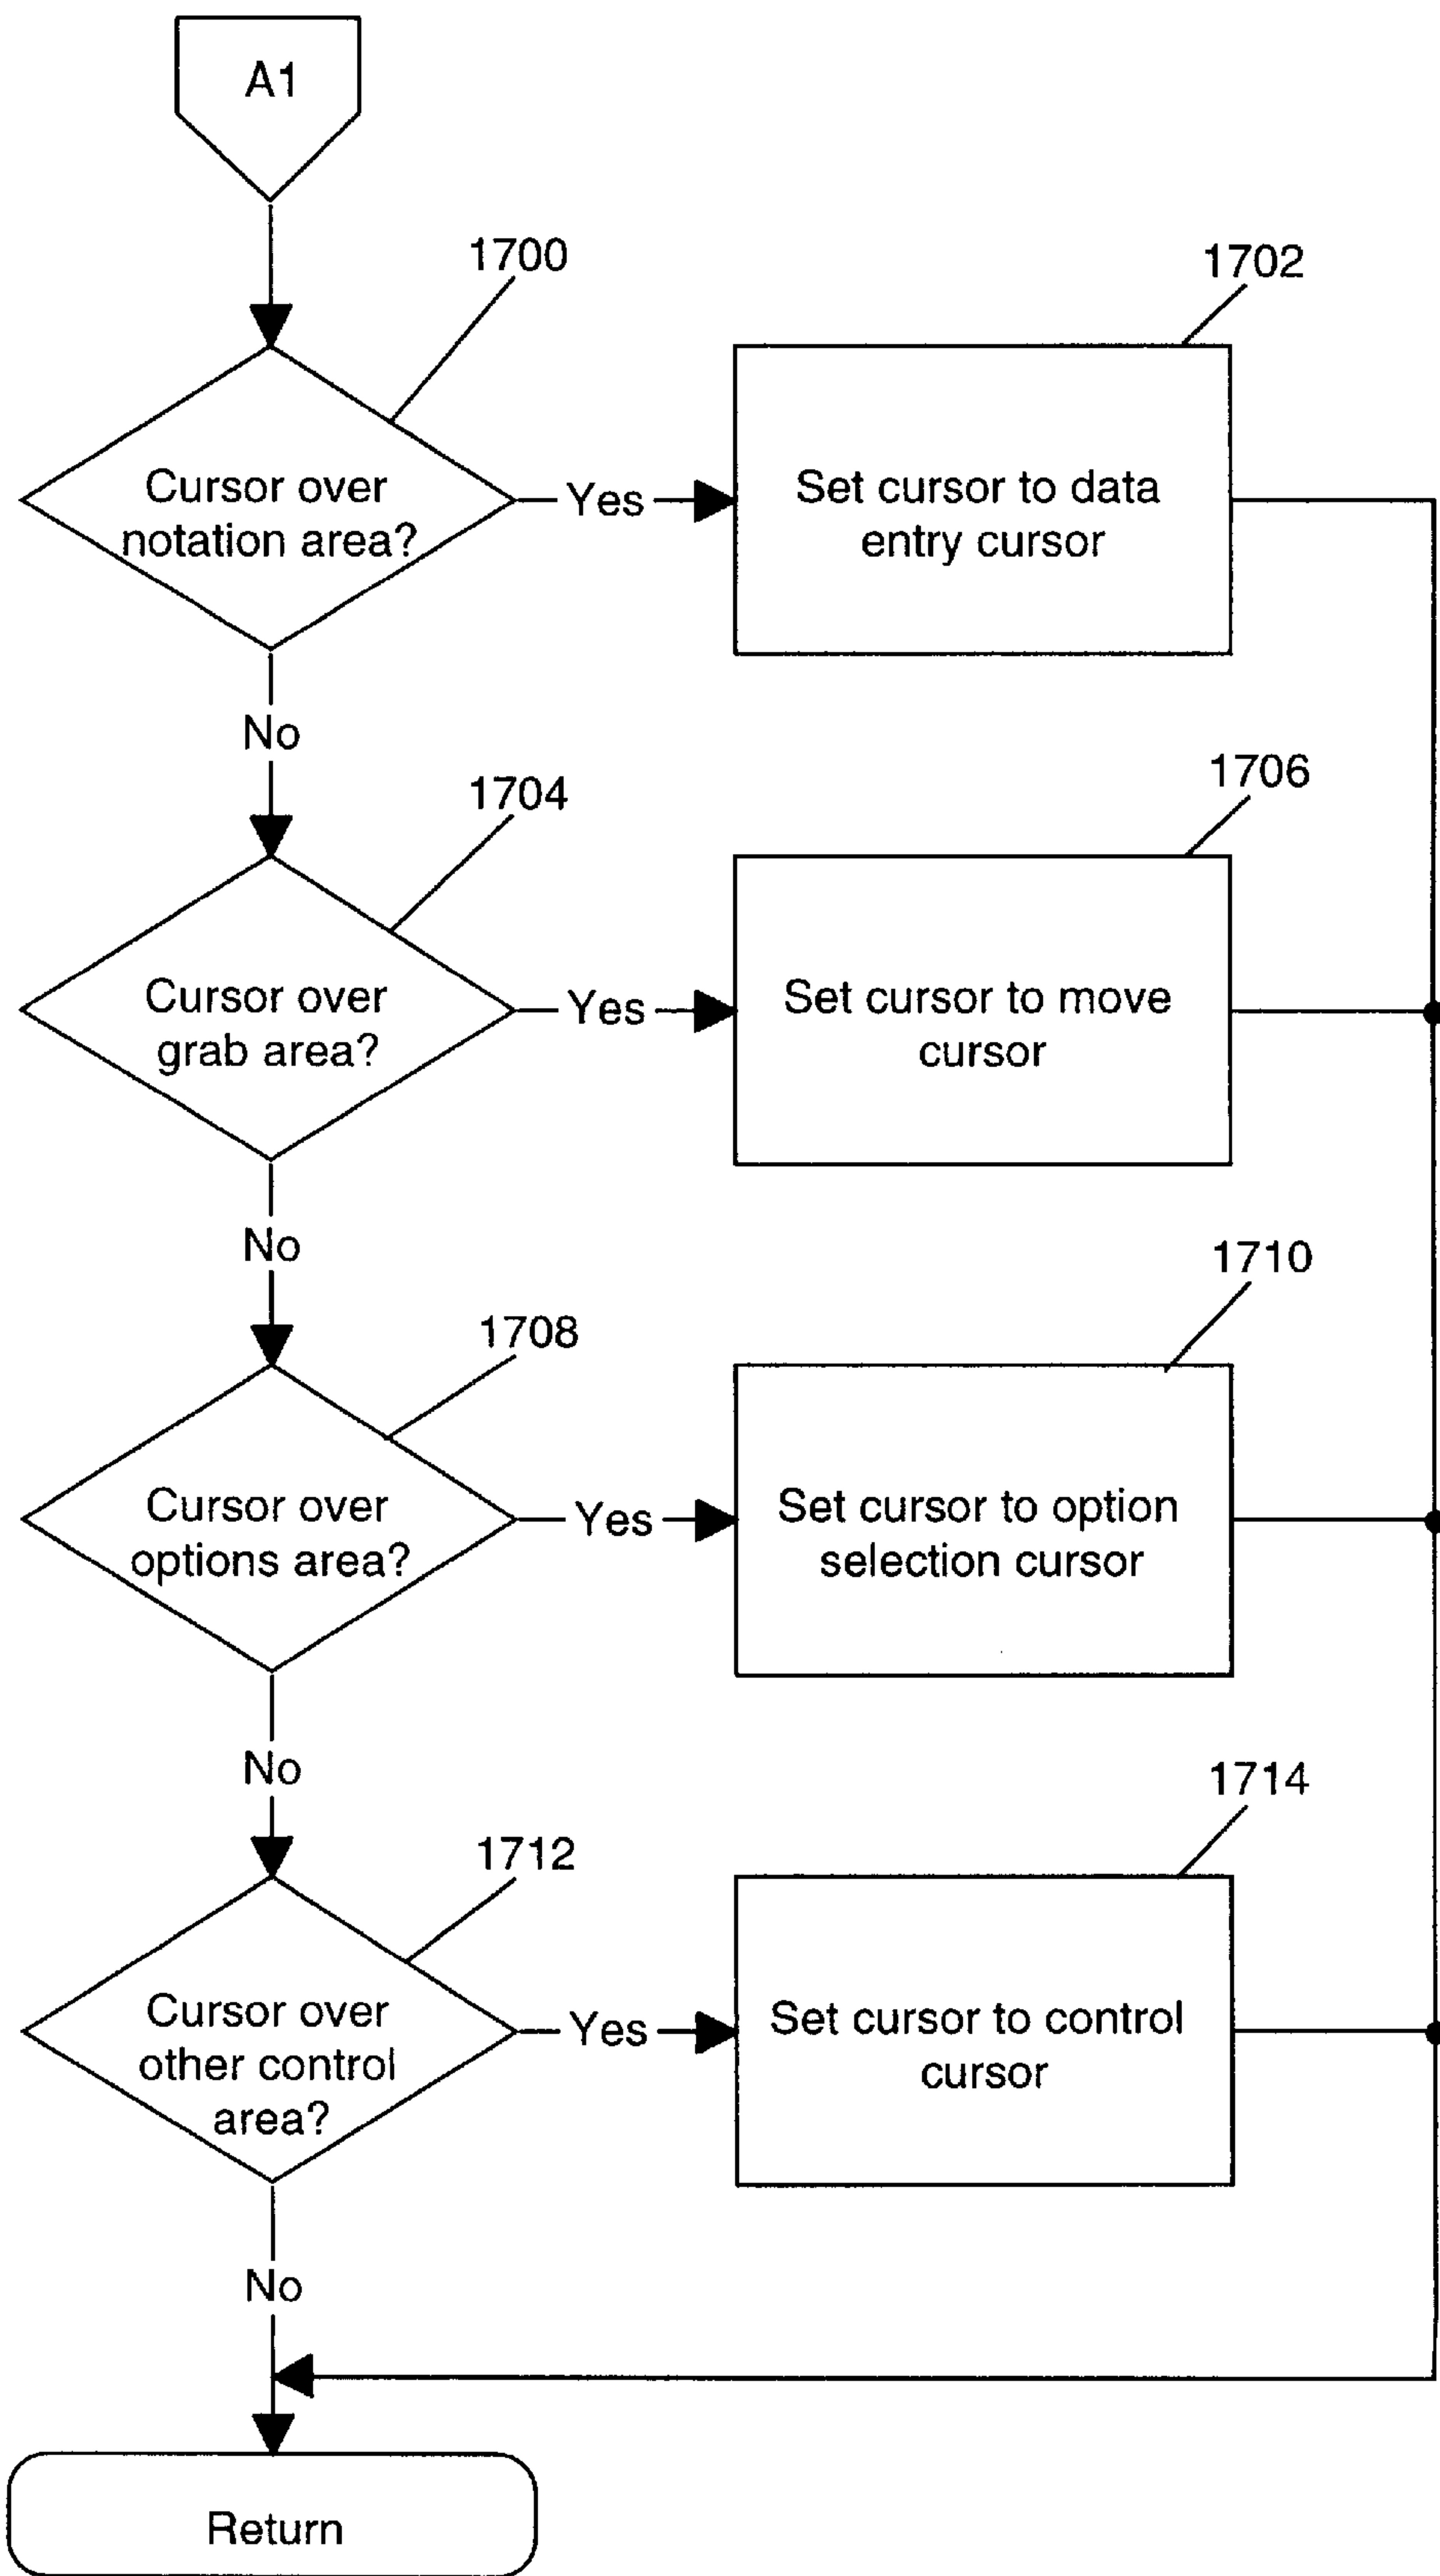 A1
1700
1702
Cursor over
notation area?
Yes
Set cursor to data
entry cursor
No
1704
1706
Cursor over
grab area?
Yes
Set cursor to move
cursor
No
1708
1710
Cursor over
options area?
Yes
Set cursor to option
selection cursor
No
1712
1714
Cursor over
other control
area?
Yes
Set cursor to control
cursor
No
Return